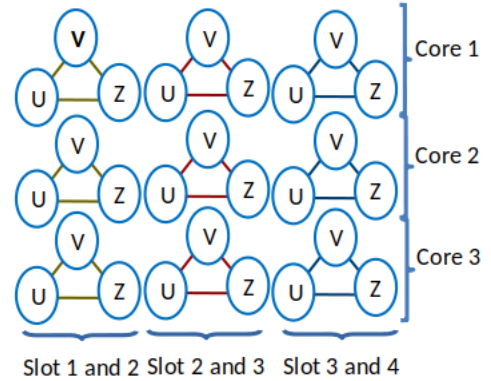 V V V
U Z U Z U Z
Core 1
V V V
U Z U Z U Z
Core 2
V V V
U Z U Z U Z
Core 3
Slot 1 and 2 Slot 2 and 3 Slot 3 and 4